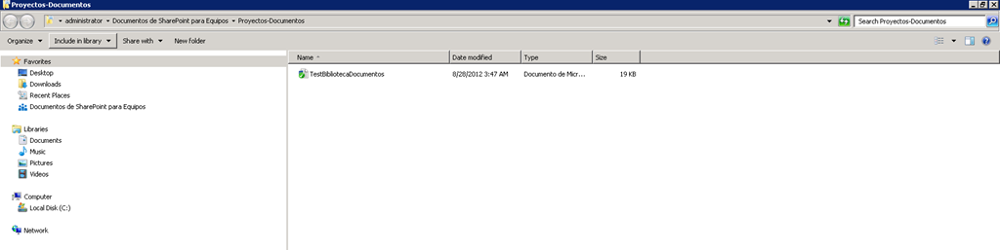 Proyectos-Documentos
administrator ▸ Documentos de SharePoint para Equipos ▸ Proyectos-Documentos
Search Proyectos-Documentos
Organize Include in library Share with New folder
Favorites
Desktop
Downloads
Recent Places
Documentos de SharePoint para Equipos
Libraries
Documents
Music
Pictures
Videos
Computer
Local Disk (C:)
Network
Name Date modified Type Size
TestBibliotecaDocumentos 8/28/2012 3:47 AM Documento de Micr... 19 KB